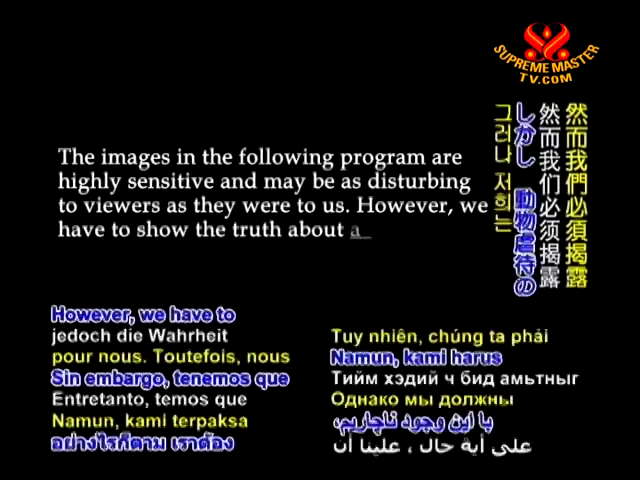 SUPREME MASTER
TV.COM
The images in the following program are
highly sensitive and may be as disturbing
to viewers as they were to us. However, we
have to show the truth about a_
然而我們必須揭露
然而我们必须揭露
しかし 動物虐待の
그러나 저희는
However, we have to
jedoch die Wahrheit
pour nous. Toutefois, nous
Sin embargo, tenemos que
Entretanto, temos que
Namun, kami terpaksa
อย่างไรก็ตาม เราต้อง
Tuy nhiên, chúng ta phải
Namun, kami harus
Тийм хэдий ч бид амьтныг
Однако мы должны
با این وجود ناچاریم،
على أية حال ، علينا أن